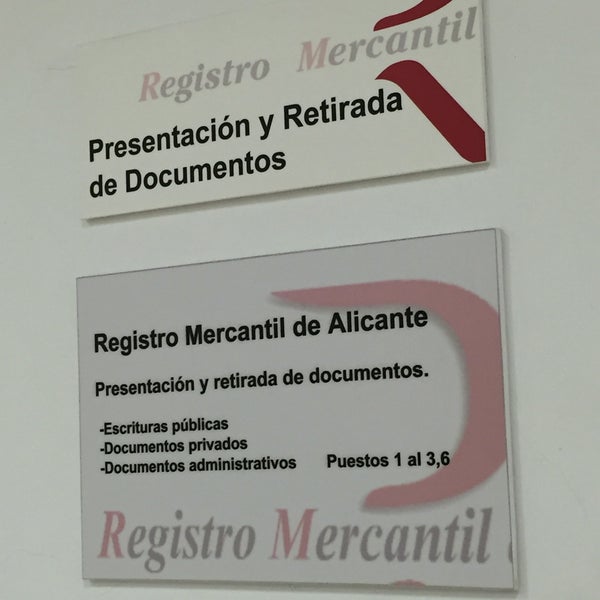 Registro Mercantil
Presentación y Retirada
de Documentos
Registro Mercantil de Alicante
Presentación y retirada de documentos.
-Escrituras públicas
-Documentos privados
-Documentos administrativos Puestos 1 al 3,6
Registro Mercantil